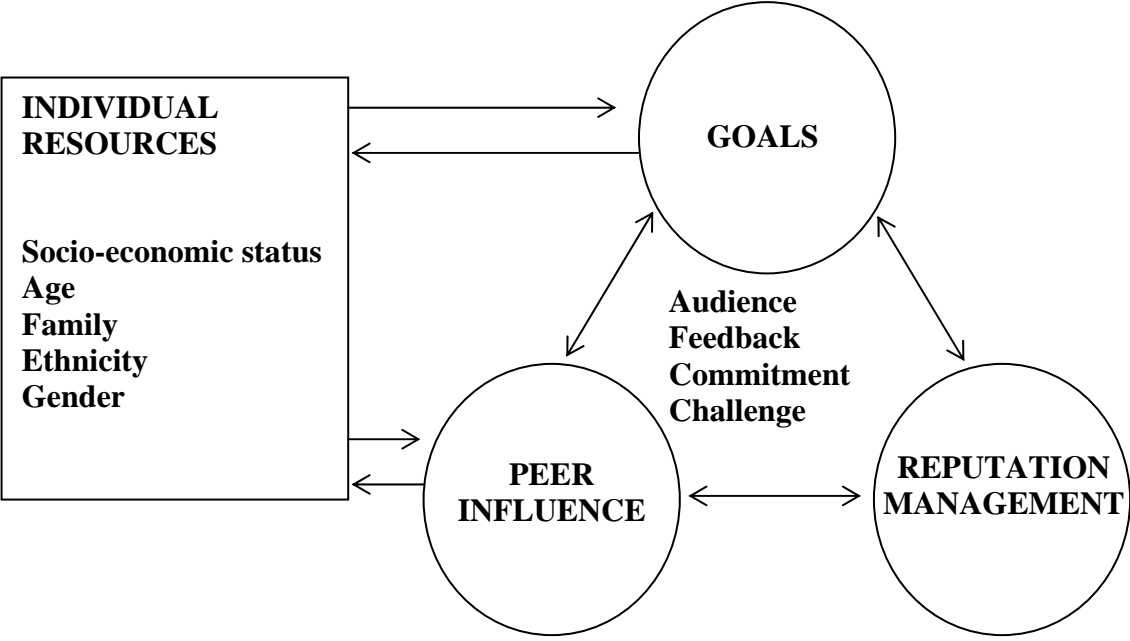 INDIVIDUAL
RESOURCES
Socio-economic status
Age
Family
Ethnicity
Gender
GOALS
Audience
Feedback
Commitment
Challenge
PEER
INFLUENCE
REPUTATION
MANAGEMENT